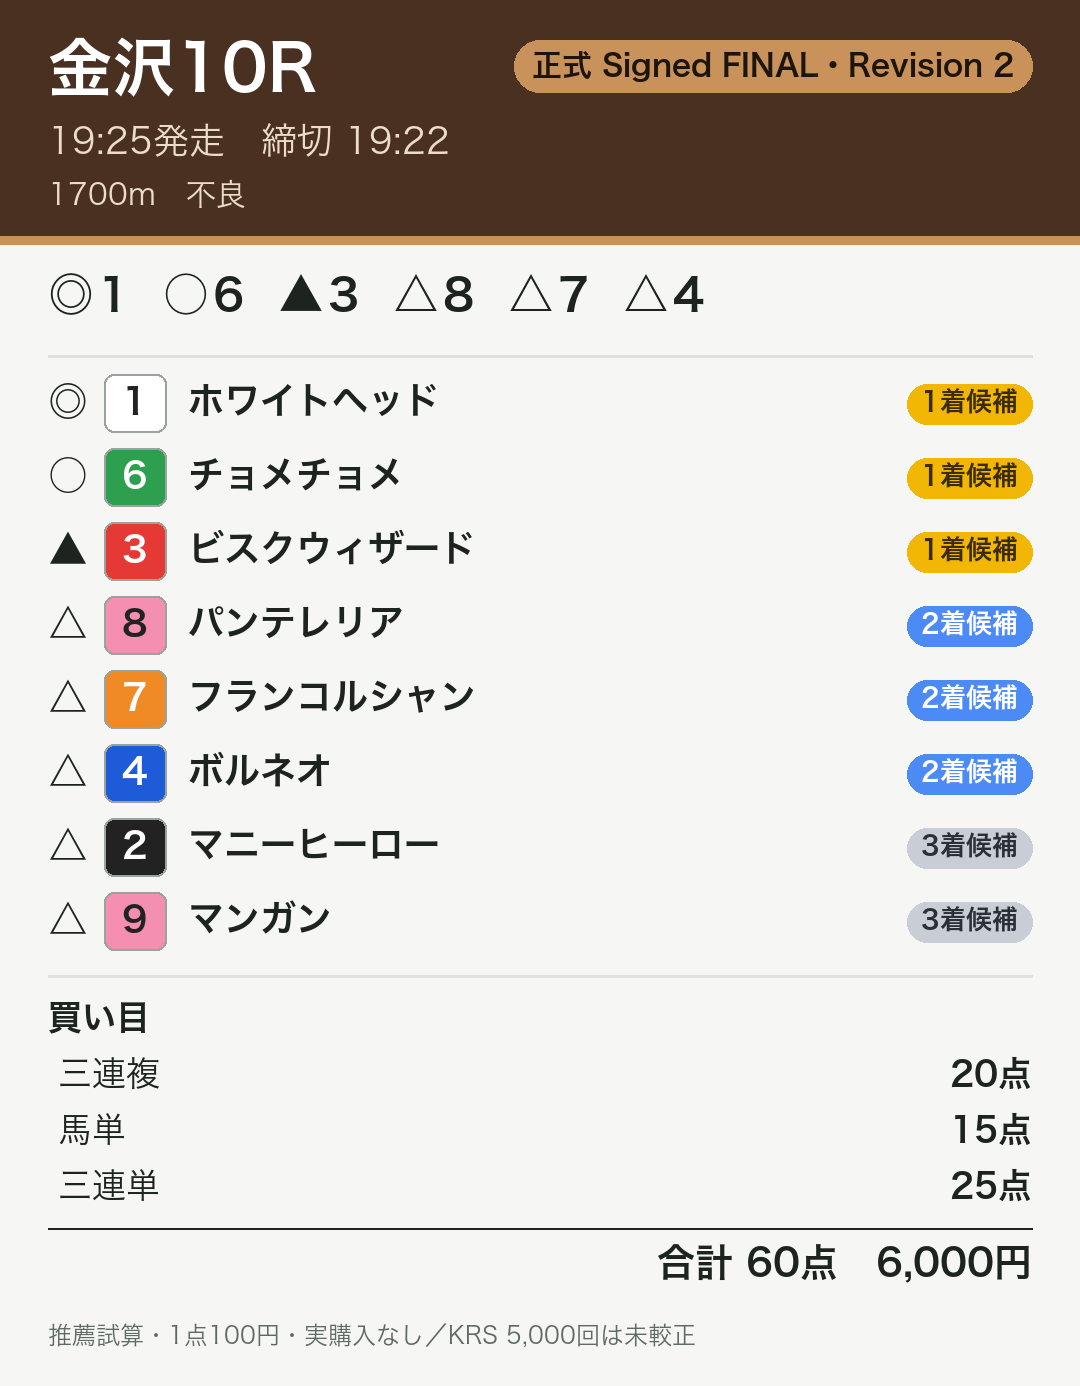 金沢10R
正式 Signed FINAL・Revision 2
19:25発走　締切 19:22
1700m　不良
◎1 ○6 ▲3 △8 △7 △4
◎ 1 ホワイトヘッド 1着候補
○ 6 チョメチョメ 1着候補
▲ 3 ビスクウィザード 1着候補
△ 8 パンテレリア 2着候補
△ 7 フランコルシャン 2着候補
△ 4 ボルネオ 2着候補
△ 2 マニーヒーロー 3着候補
△ 9 マンガン 3着候補
買い目
三連複 20点
馬単 15点
三連単 25点
合計 60点　6,000円
推薦試算・1点100円・実購入なし／KRS 5,000回は未較正